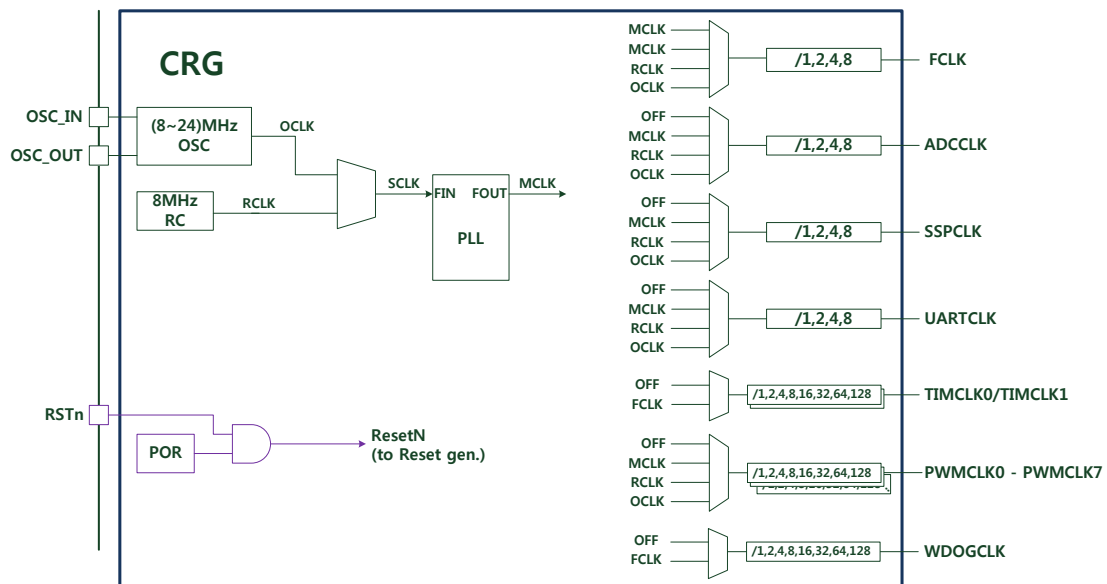 CRG
OSC_IN
OSC_OUT
(8~24)MHz
OSC
OCLK
8MHz
RC
RCLK
SCLK
FIN FOUT
PLL
MCLK
RSTn
POR
ResetN
(to Reset gen.)
MCLK
MCLK
RCLK
OCLK
/1,2,4,8
FCLK
OFF
MCLK
RCLK
OCLK
/1,2,4,8
ADCCLK
OFF
MCLK
RCLK
OCLK
/1,2,4,8
SSPCLK
OFF
MCLK
RCLK
OCLK
/1,2,4,8
UARTCLK
OFF
FCLK
/1,2,4,8,16,32,64,128
TIMCLK0/TIMCLK1
OFF
MCLK
RCLK
OCLK
/1,2,4,8,16,32,64,128
PWMCLK0 - PWMCLK7
OFF
FCLK
/1,2,4,8,16,32,64,128
WDOGCLK